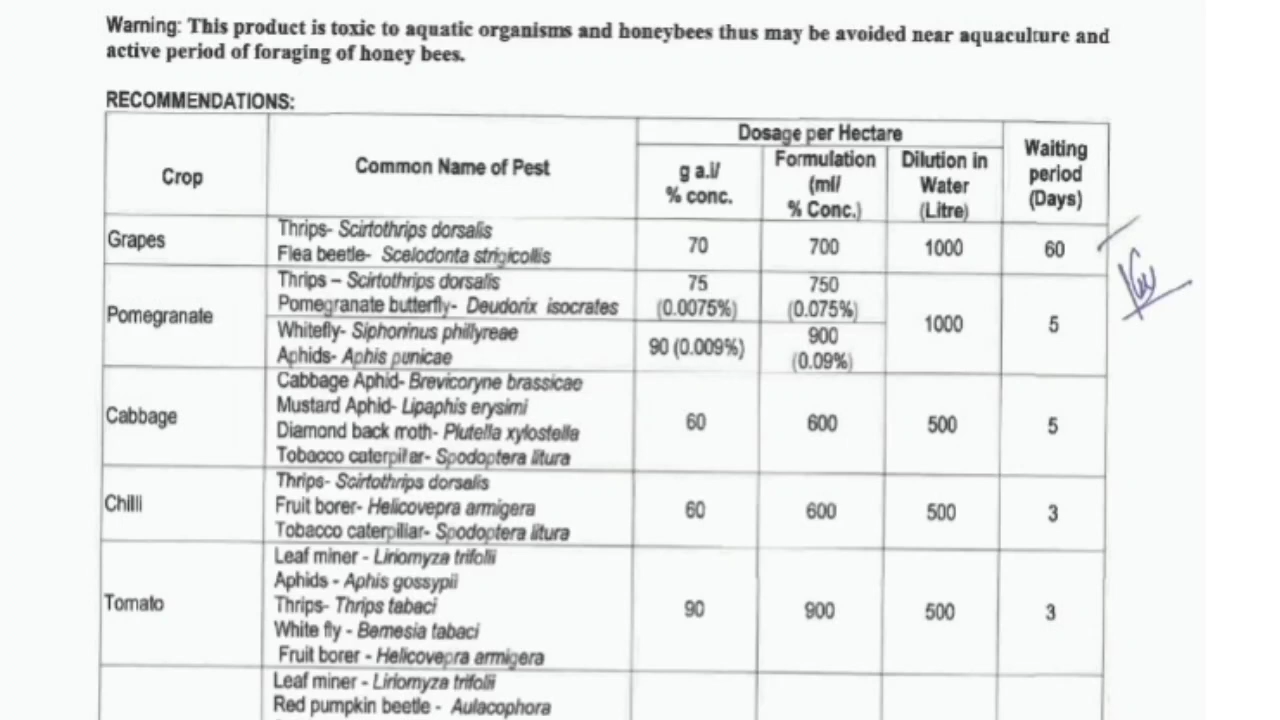 Warning: This product is toxic to aquatic organisms and honeybees thus may be avoided near aquaculture and
active period of foraging of honey bees.
RECOMMENDATIONS:
Crop
Common Name of Pest
Dosage per Hectare
g a.i/
% conc.
Formulation
(ml/
% Conc.)
Dilution in
Water
(Litre)
Waiting
period
(Days)
Grapes
Thrips- Scirtothrips dorsalis
Flea beetle- Scelodonta strigicollis
70
700
1000
60
Pomegranate
Thrips – Scirtothrips dorsalis
Pomegranate butterfly- Deudorix isocrates
75
(0.0075%)
750
(0.075%)
Whitefly- Siphorinus phillyreae
Aphids- Aphis punicae
90 (0.009%)
900
(0.09%)
1000
5
Cabbage
Cabbage Aphid- Brevicoryne brassicae
Mustard Aphid- Lipaphis erysimi
Diamond back moth- Plutella xylostella
Tobacco caterpillar- Spodoptera litura
60
600
500
5
Chilli
Thrips- Scirtothrips dorsalis
Fruit borer- Helicovepra armigera
Tobacco caterpillar- Spodoptera litura
60
600
500
3
Tomato
Leaf miner - Liriomyza trifolii
Aphids - Aphis gossypii
Thrips- Thrips tabaci
White fly - Bemesia tabaci
Fruit borer - Helicovepra armigera
90
900
500
3
Leaf miner - Liriomyza trifolii
Red pumpkin beetle - Aulacophora